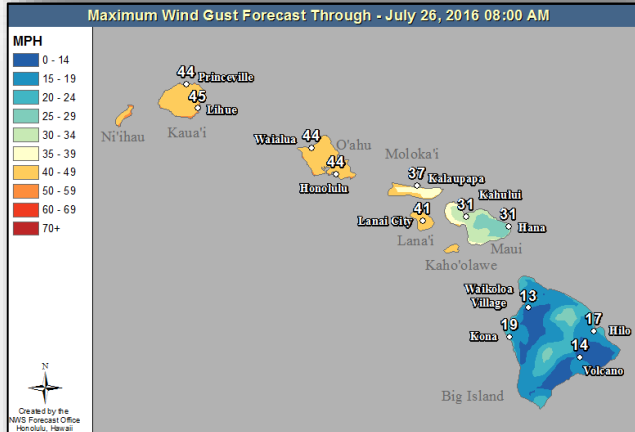 Maximum Wind Gust Forecast Through - July 26, 2016 08:00 AM
MPH
0 - 14
15 - 19
20 - 24
25 - 29
30 - 34
35 - 39
40 - 49
50 - 59
60 - 69
70+
44
Princeville
45
Lihue
Ni'ihau
Kaua'i
44
Waialua
O'ahu
44
Honolulu
Moloka'i
37
Kalaupapa
Kahului
31
41
Lanai City
31
Hana
Lana'i
Maui
Kaho'olawe
Waikoloa
Village
13
19
Kona
17
Hilo
14
Volcano
Big Island
N
Created by the
NWS Forecast Office
Honolulu, Hawaii